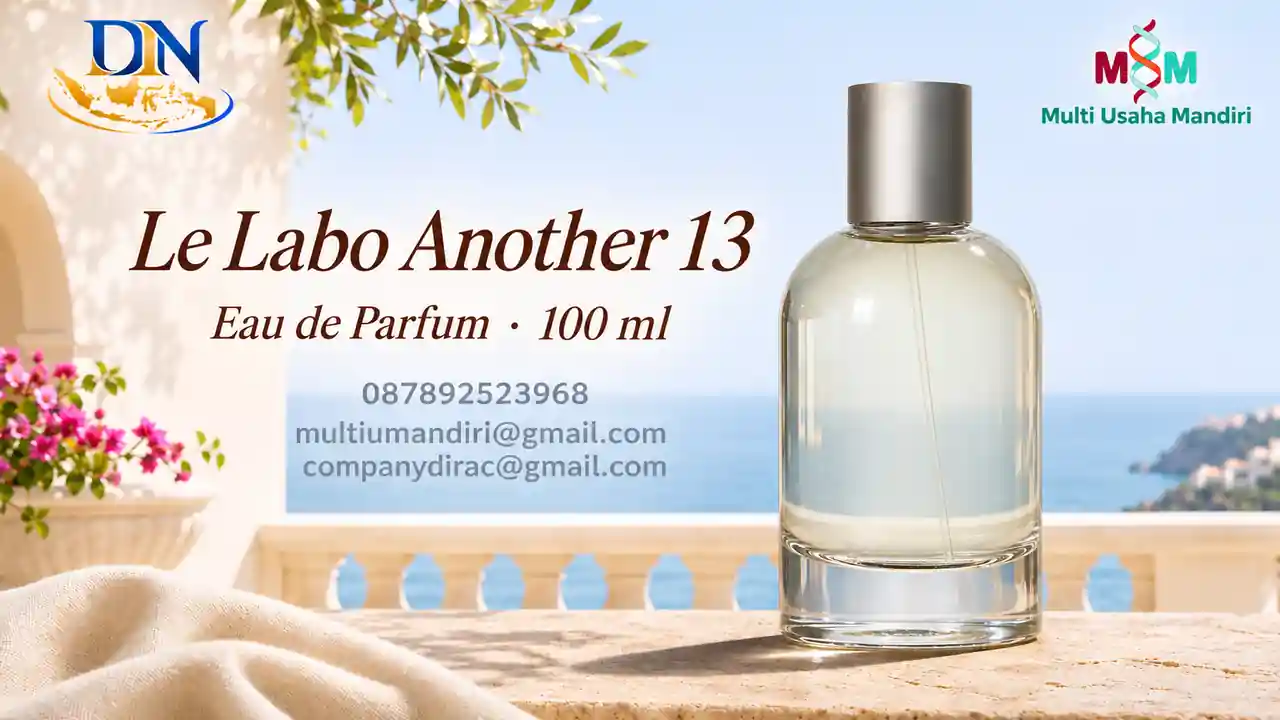 DN
MSM
Multi Usaha Mandiri
Le Labo Another 13
Eau de Parfum · 100 ml
087892523968
multiumandiri@gmail.com
companydirac@gmail.com